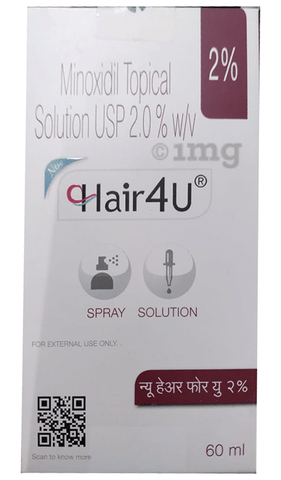 Minoxidil Topical
Solution USP 2.0 % w/v
2%
© 1mg
New
Hair4U®
SPRAY SOLUTION
FOR EXTERNAL USE ONLY.
न्यू हेअर फोर यु २%
Scan to know more
60 ml